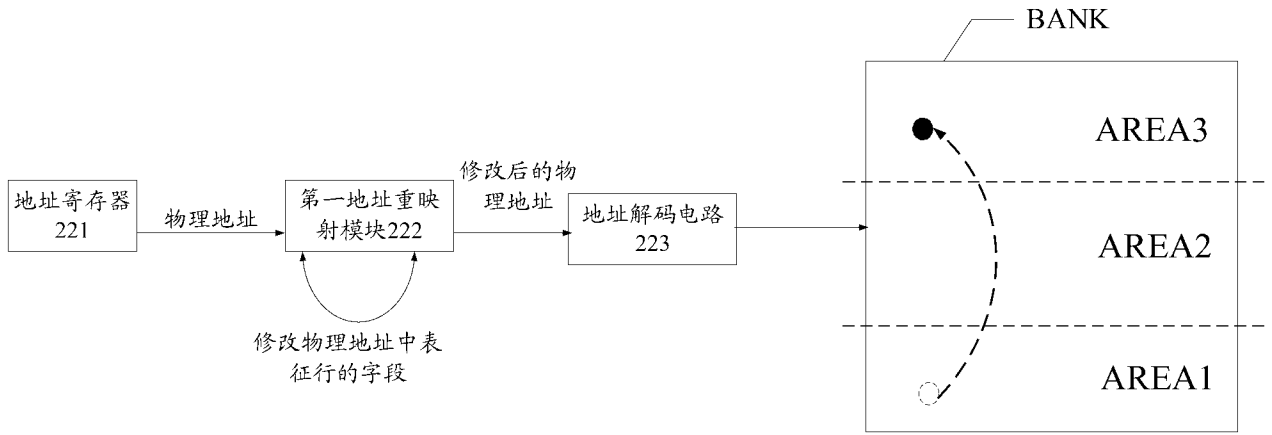 BANK
地址寄存器
221
物理地址
第一地址重映
射模块222
修改物理地址中表
征行的字段
修改后的物
理地址
地址解码电路
223
AREA3
AREA2
AREA1